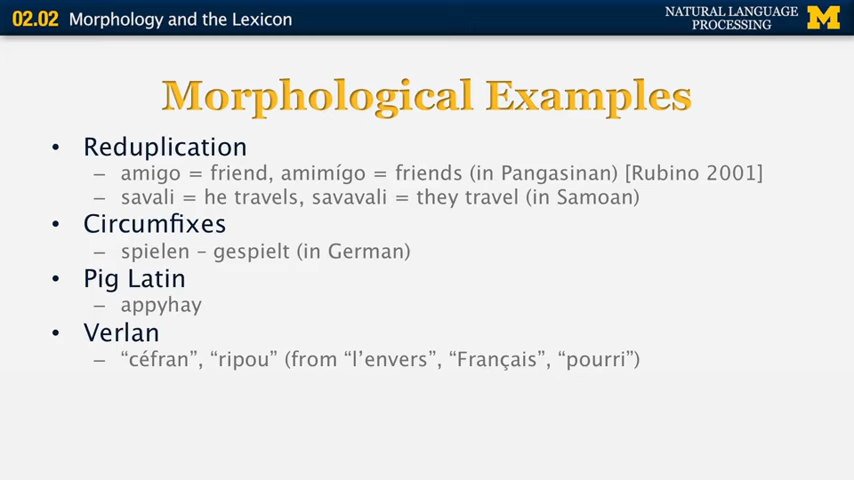 02.02 Morphology and the Lexicon
NATURAL LANGUAGE
PROCESSING
M
Morphological Examples
• Reduplication
– amigo = friend, amimígo = friends (in Pangasinan) [Rubino 2001]
– savali = he travels, savavali = they travel (in Samoan)
• Circumfixes
– spielen – gespielt (in German)
• Pig Latin
– appyhay
• Verlan
– “céfran”, “ripou” (from “l’envers”, “Français”, “pourri”)